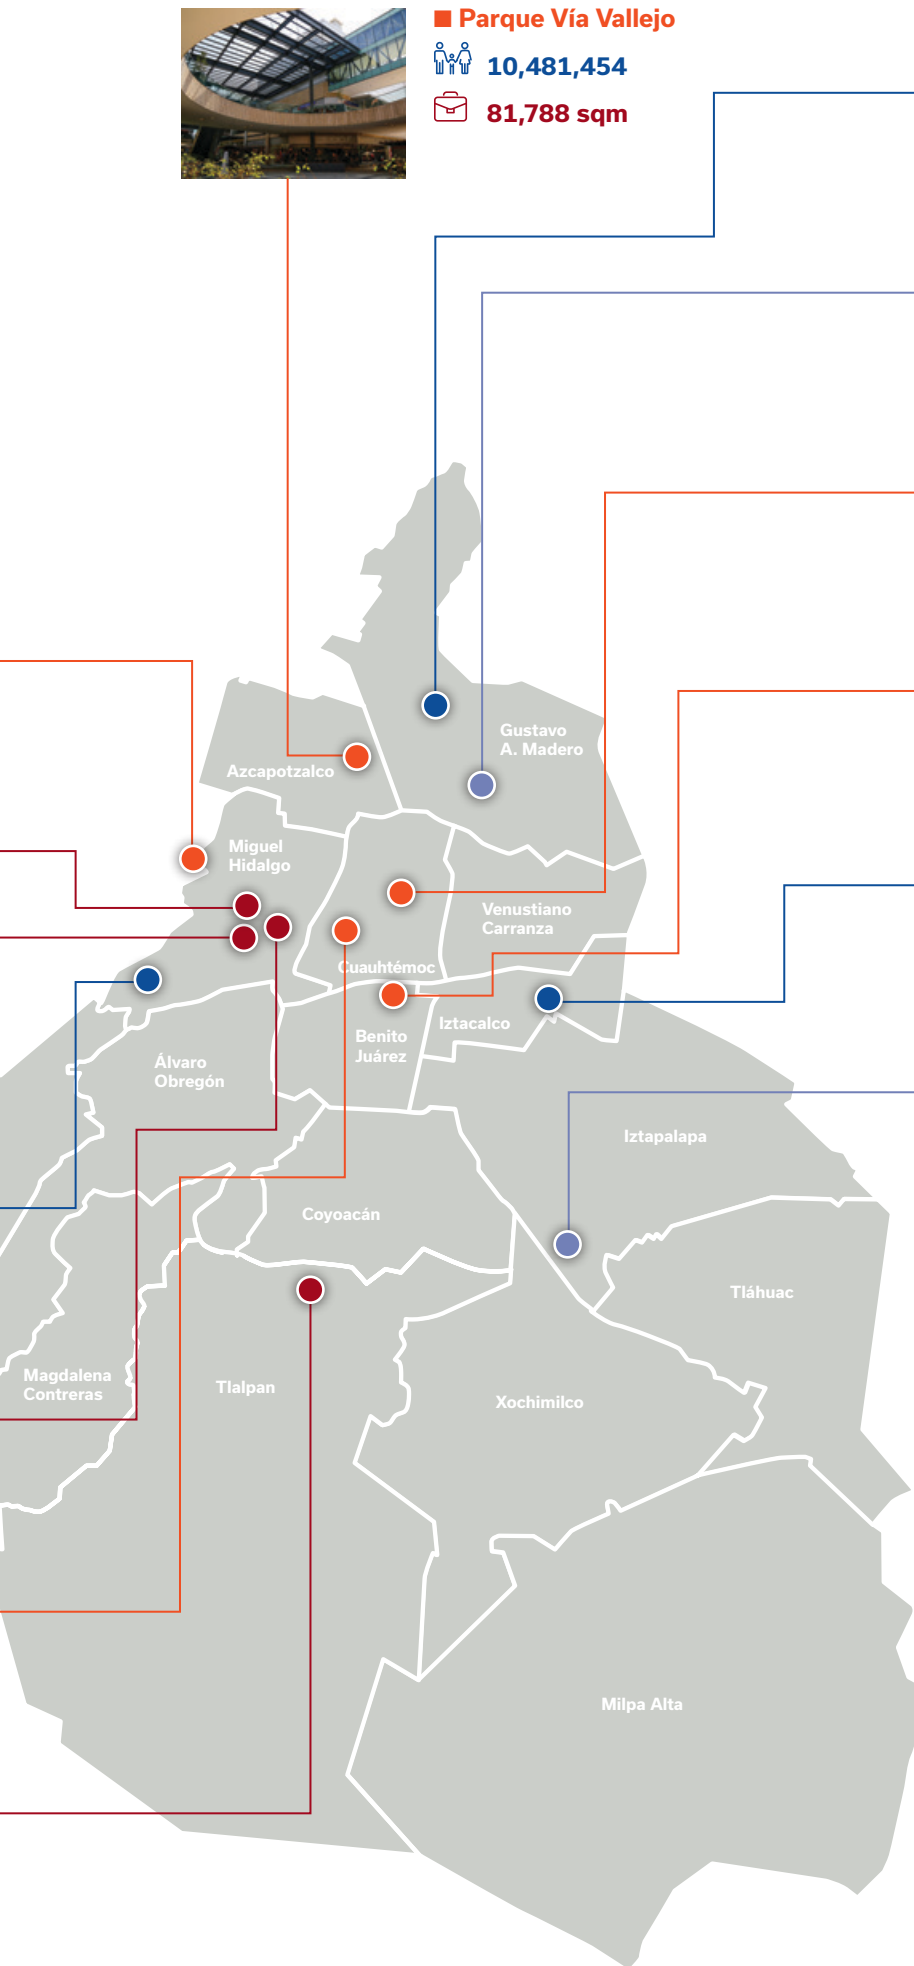 Parque Vía Vallejo
10,481,454
81,788 sqm
Gustavo
A. Madero
Azcapotzalco
Miguel
Hidalgo
Venustiano
Carranza
Cuauhtémoc
Iztacalco
Benito
Juárez
Álvaro
Obregón
Iztapalapa
Coyoacán
Tláhuac
Magdalena
Contreras
Tlalpan
Xochimilco
Milpa Alta